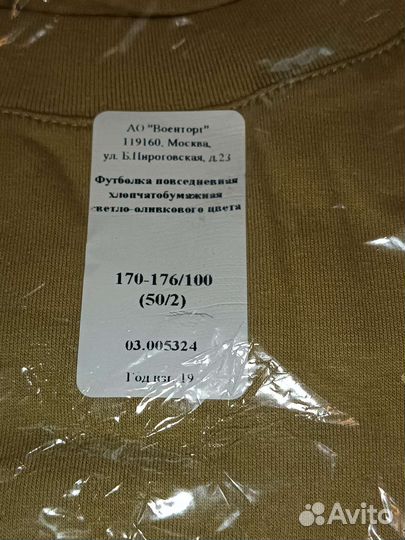 АО "Военторг"
119160, Москва,
ул. Б.Пироговская, д.23
Футболка повседневная
хлопчатобумажная
светло-оливкового цвета
170-176/100
(50/2)
03.005324
Год изг. 19
Avito